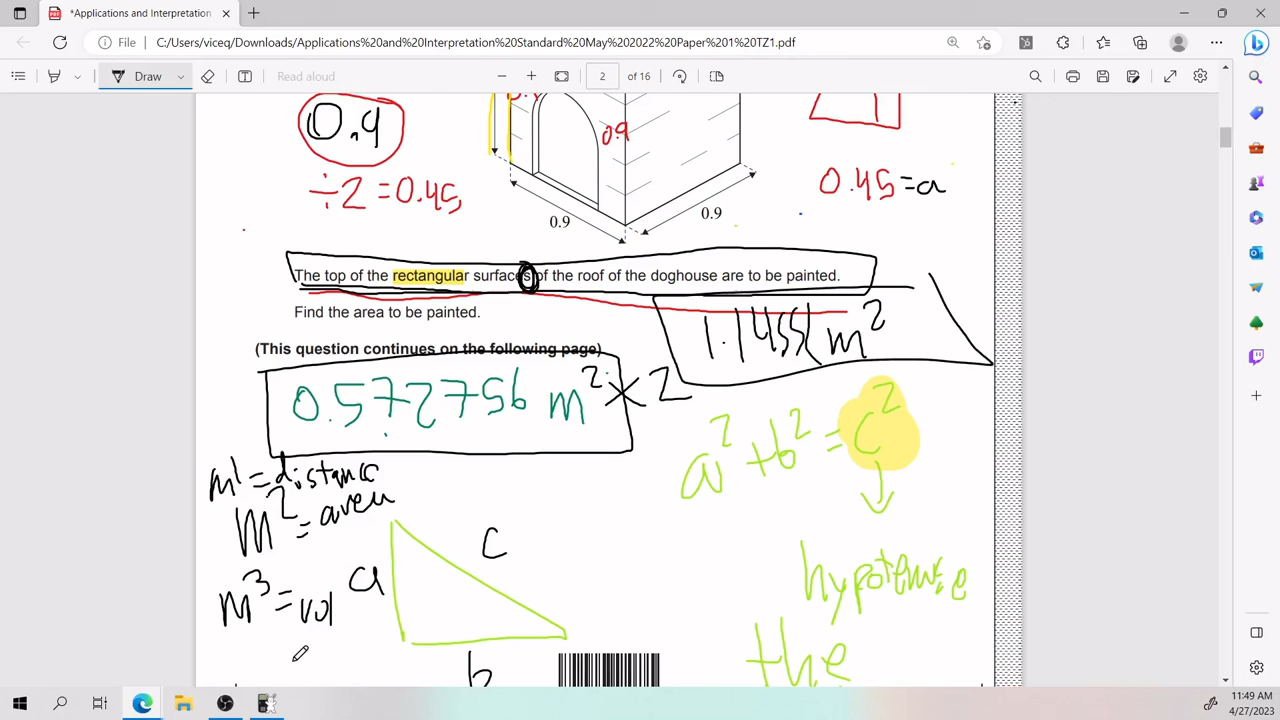 *Applications and Interpretation
File
C:/Users/viceq/Downloads/Applications%20and%20Interpretation%20Standard%20May%202022%20Paper%201%20TZ1.pdf
Draw
Read aloud
2 of 16
0.9
÷2 = 0.45
0.9
0.9
0.9
0.45 = a
The top of the rectangular surfaces of the roof of the doghouse are to be painted.
Find the area to be painted.
1.14551 m²
(This question continues on the following page)
0.572756 m² × 2
a² + b² = c²
m¹ = distance
m² = area
m³ = vol
a
c
b
hypotenuse
the
11:49 AM
4/27/2023